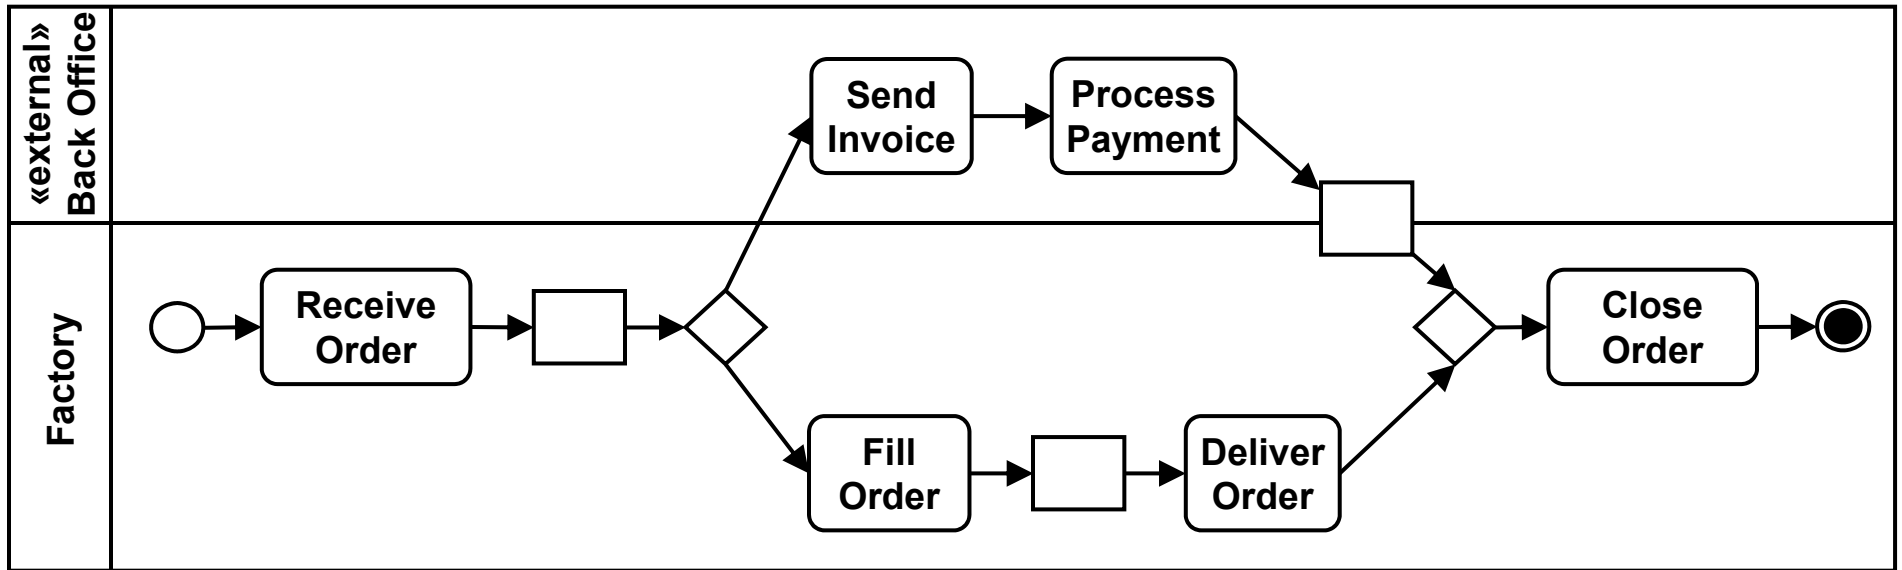 «external»
Back Office
Send
Invoice
Process
Payment
Factory
Receive
Order
Close
Order
Fill
Order
Deliver
Order